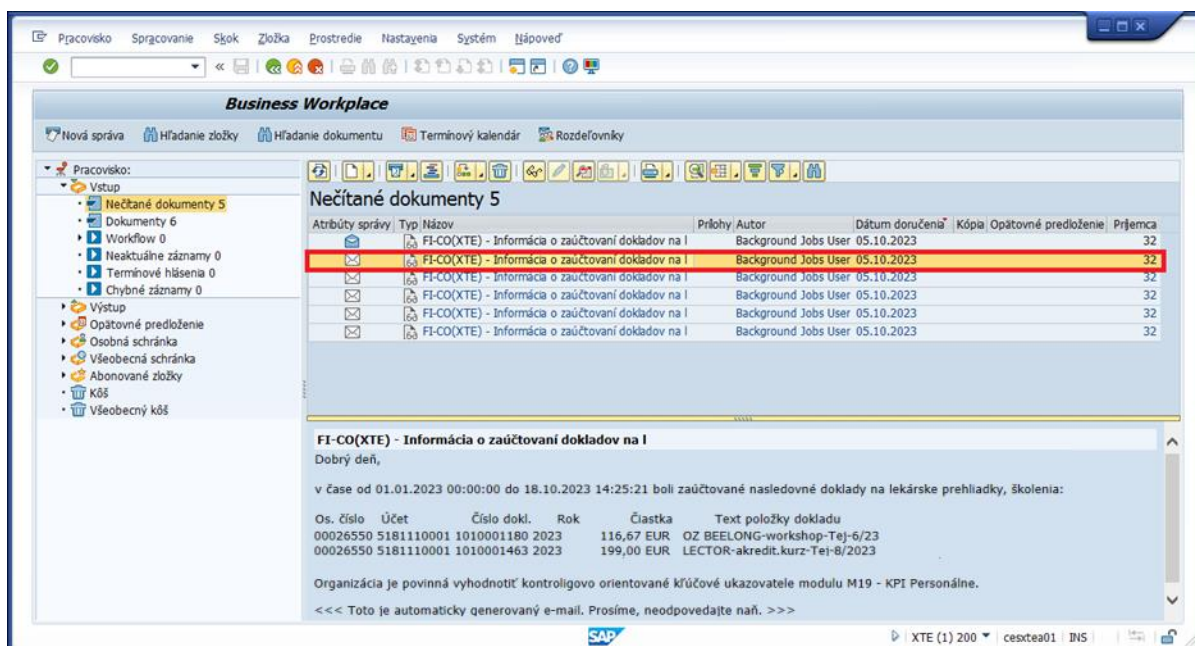 Pracovisko Spracovanie Skok Zložka Prostredie Nastavenia Systém Nápoveď
Business Workplace
Nová správa Hľadanie zložky Hľadanie dokumentu Termínový kalendár Rozdeľovníky
Pracovisko:
Vstup
Nečítané dokumenty 5
Dokumenty 6
Workflow 0
Neaktuálne záznamy 0
Termínové hlásenia 0
Chybné záznamy 0
Výstup
Opätovné predloženie
Osobná schránka
Všeobecná schránka
Abonované zložky
Kôš
Všeobecný kôš
Nečítané dokumenty 5
Atribúty správy Typ Názov Prílohy Autor Dátum doručenia Kópia Opätovné predloženie Príjemca
FI-CO(XTE) - Informácia o zaúčtovaní dokladov na l Background Jobs User 05.10.2023 32
FI-CO(XTE) - Informácia o zaúčtovaní dokladov na l Background Jobs User 05.10.2023 32
FI-CO(XTE) - Informácia o zaúčtovaní dokladov na l Background Jobs User 05.10.2023 32
FI-CO(XTE) - Informácia o zaúčtovaní dokladov na l Background Jobs User 05.10.2023 32
FI-CO(XTE) - Informácia o zaúčtovaní dokladov na l Background Jobs User 05.10.2023 32
FI-CO(XTE) - Informácia o zaúčtovaní dokladov na l Background Jobs User 05.10.2023 32
FI-CO(XTE) - Informácia o zaúčtovaní dokladov na l
Dobrý deň,
v čase od 01.01.2023 00:00:00 do 18.10.2023 14:25:21 boli zaúčtované nasledovné doklady na lekárske prehliadky, školenia:
Os. číslo Účet Číslo dokl. Rok Čiastka Text položky dokladu
00026550 5181110001 1010001180 2023 116,67 EUR OZ BEELONG-workshop-Tej-6/23
00026550 5181110001 1010001463 2023 199,00 EUR LECTOR-akredit.kurz-Tej-8/2023
Organizácia je povinná vyhodnotiť kontroligovo orientované kľúčové ukazovatele modulu M19 - KPI Personálne.
<<< Toto je automaticky generovaný e-mail. Prosíme, neodpovedajte naň. >>>
SAP XTE (1) 200 cesxtea01 INS